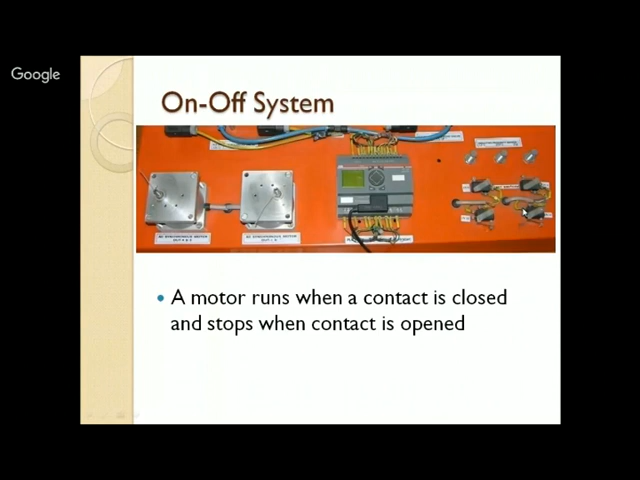 Google
On-Off System
• A motor runs when a contact is closed
and stops when contact is opened